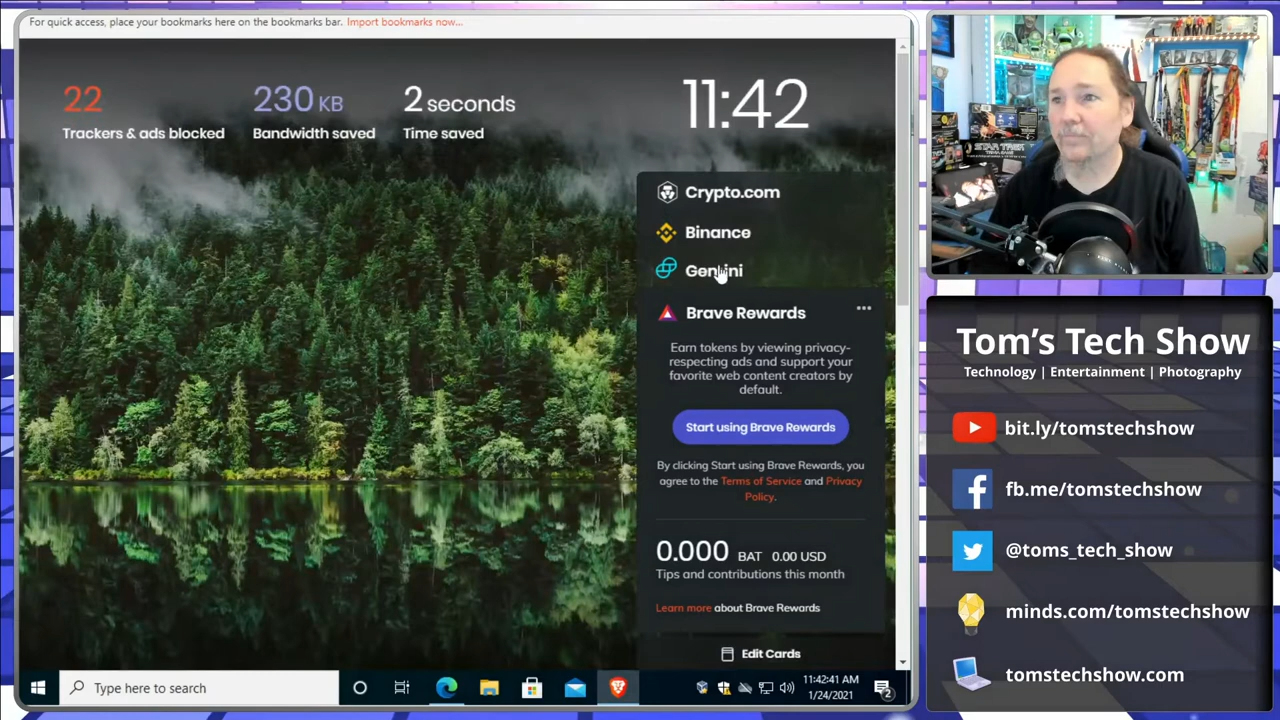 For quick access, place your bookmarks here on the bookmarks bar. Import bookmarks now...
22
Trackers & ads blocked
230 KB
Bandwidth saved
2 seconds
Time saved
11:42
Crypto.com
Binance
Gemini
Brave Rewards
Earn tokens by viewing privacy-
respecting ads and support your
favorite web content creators by
default.
Start using Brave Rewards
By clicking Start using Brave Rewards, you
agree to the Terms of Service and Privacy
Policy.
0.000 BAT 0.00 USD
Tips and contributions this month
Learn more about Brave Rewards
Edit Cards
Type here to search
11:42:41 AM
1/24/2021
2
STAR TREK
Tom's Tech Show
Technology | Entertainment | Photography
bit.ly/tomstechshow
fb.me/tomstechshow
@toms_tech_show
minds.com/tomstechshow
tomstechshow.com